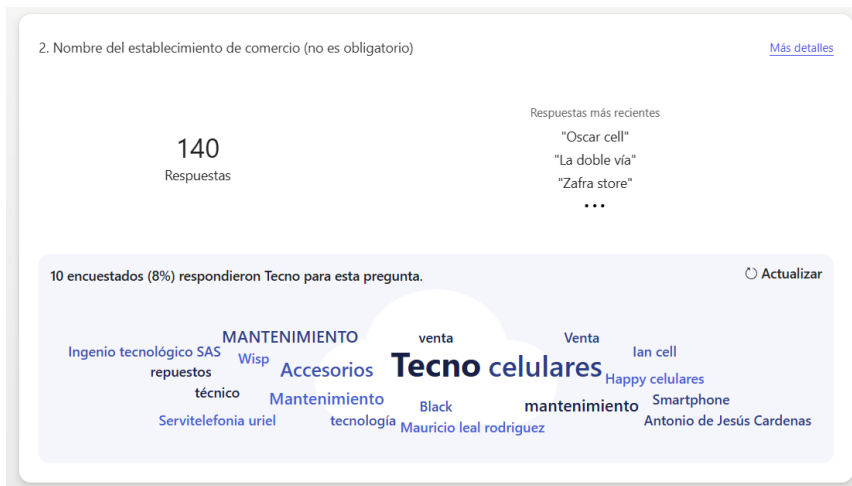 2. Nombre del establecimiento de comercio (no es obligatorio)
Más detalles
140
Respuestas
Respuestas más recientes
"Oscar cell"
"La doble vía"
"Zafra store"
...
10 encuestados (8%) respondieron Tecno para esta pregunta.
Actualizar
MANTENIMIENTO
venta
Venta
Ingenio tecnológico SAS
Wisp
Accesorios
Tecno
celulares
Ian cell
repuestos
Happy celulares
técnico
Mantenimiento
Black
mantenimiento
Smartphone
Servitelefonia uriel
tecnología
Mauricio leal rodriguez
Antonio de Jesús Cardenas